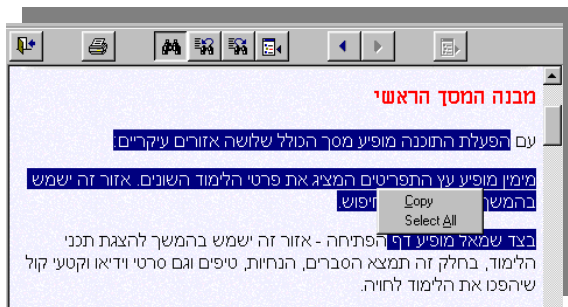 מבנה המסך הראשי
עם הפעלת התוכנה מופיע מסך הכולל שלושה אזורים עיקריים:
מימין מופיע עץ התפריטים המציג את פרטי הלימוד השונים. אזור זה ישמש
בהמשך חיפוש.
Copy
Select All
בצד שמאל מופיע דף הפתיחה - אזור זה ישמש בהמשך להצגת תכני
הלימוד, בחלק זה תמצא הסברים, הנחיות, טיפים וגם סרטי וידיאו וקטעי קול
שיהפכו את הלימוד לחויה.